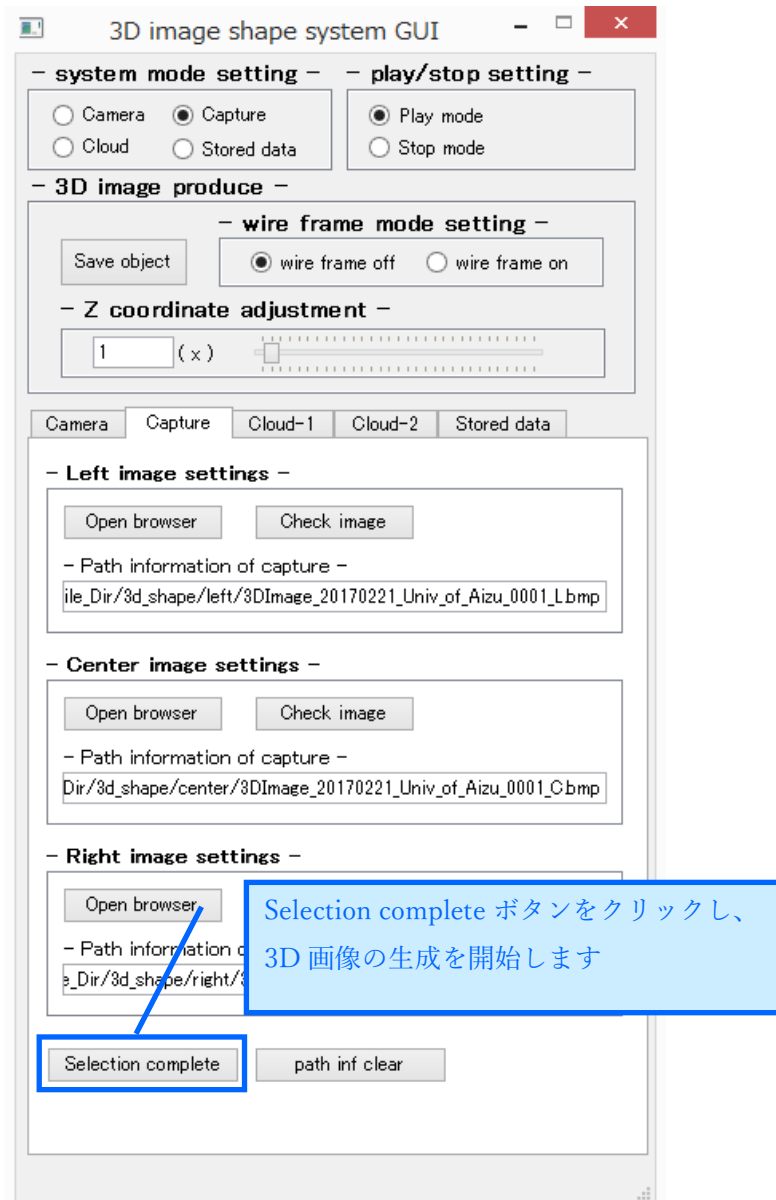 3D image shape system GUI
- system mode setting - - play/stop setting -
Camera Capture Play mode
Cloud Stored data Stop mode
- 3D image produce -
- wire frame mode setting -
Save object wire frame off wire frame on
- Z coordinate adjustment -
1 (x)
Camera Capture Cloud-1 Cloud-2 Stored data
- Left image settings -
Open browser Check image
- Path information of capture -
ile_Dir/3d_shape/left/3DImage_20170221_Univ_of_Aizu_0001_L.bmp
- Center image settings -
Open browser Check image
- Path information of capture -
Dir/3d_shape/center/3DImage_20170221_Univ_of_Aizu_0001_C.bmp
- Right image settings -
Open browser
- Path information
e_Dir/3d_shape/right/
Selection complete ボタンをクリックし、
3D 画像の生成を開始します
Selection complete path inf clear